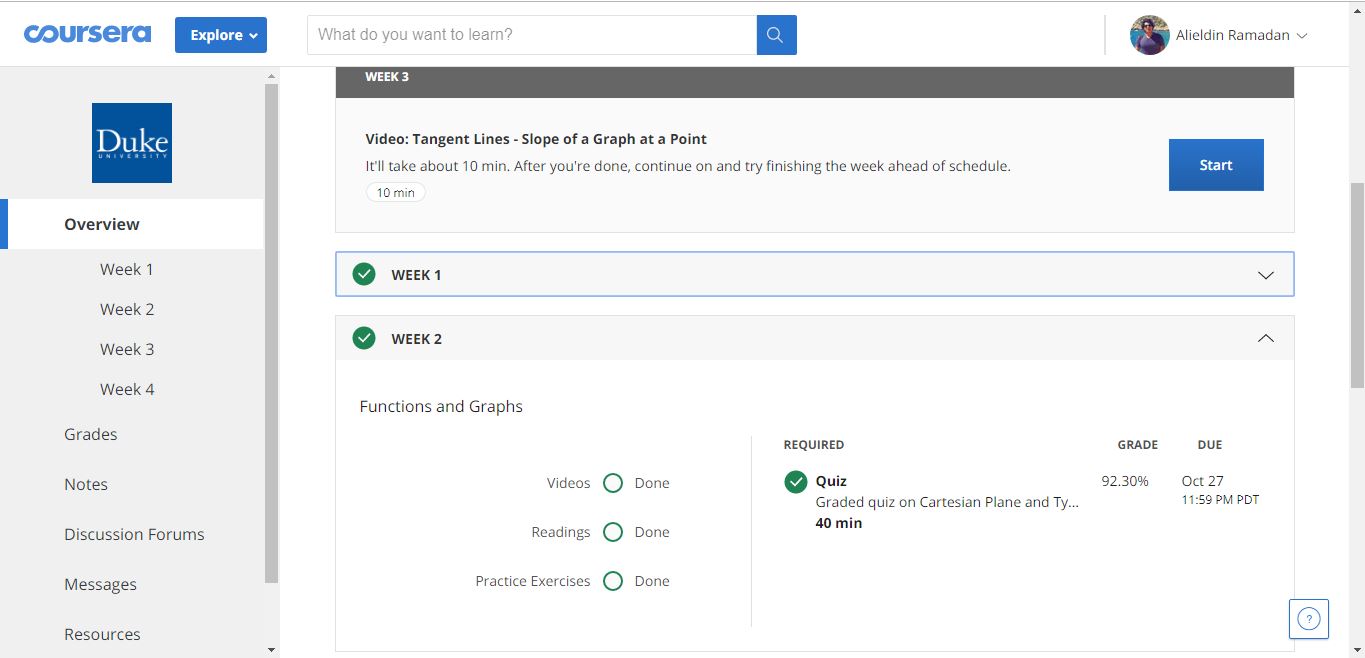 coursera
Explore
What do you want to learn?
Alieldin Ramadan
Duke
UNIVERSITY
Overview
Week 1
Week 2
Week 3
Week 4
Grades
Notes
Discussion Forums
Messages
Resources
WEEK 3
Video: Tangent Lines - Slope of a Graph at a Point
It'll take about 10 min. After you're done, continue on and try finishing the week ahead of schedule.
10 min
Start
WEEK 1
WEEK 2
Functions and Graphs
Videos Done
Readings Done
Practice Exercises Done
REQUIRED GRADE DUE
Quiz 92.30% Oct 27
Graded quiz on Cartesian Plane and Ty... 11:59 PM PDT
40 min
?